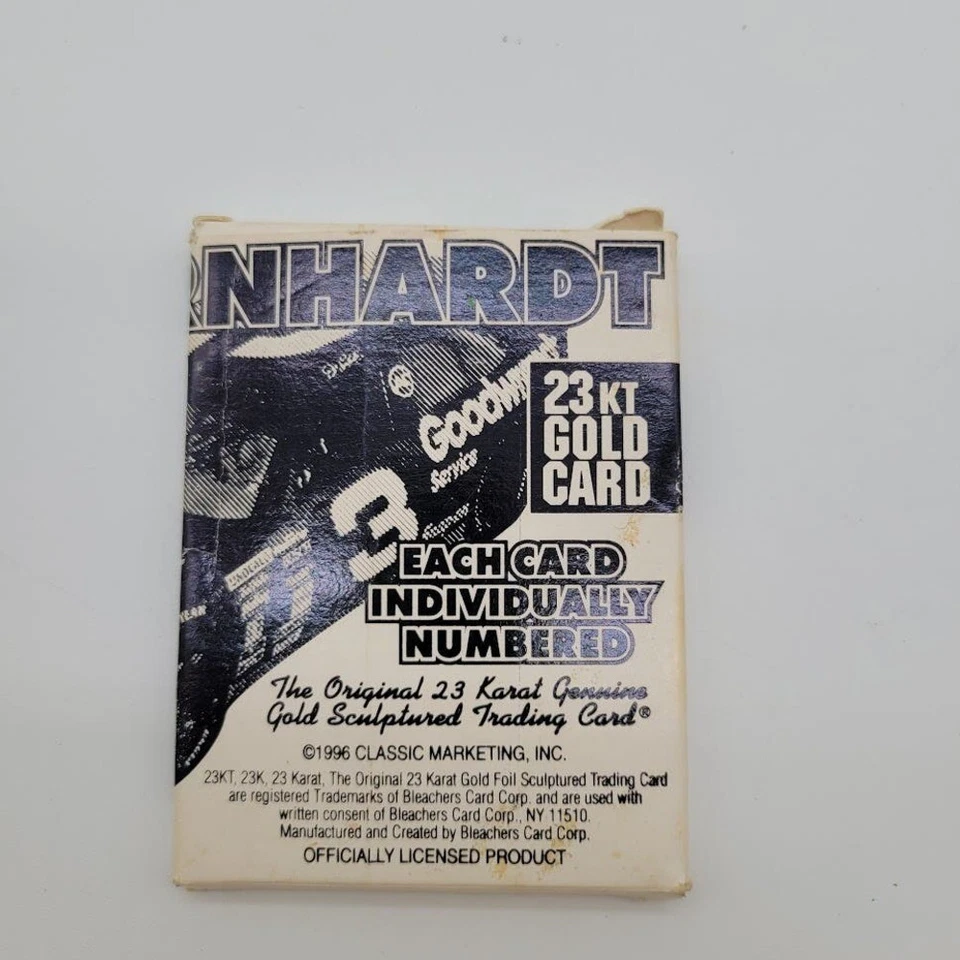 RNHARDT
Goodwrench
Service
3
23 KT
GOLD
CARD
EACH CARD
INDIVIDUALLY
NUMBERED
The Original 23 Karat Genuine
Gold Sculptured Trading Card®
©1996 CLASSIC MARKETING, INC.
23KT, 23K, 23 Karat, The Original 23 Karat Gold Foil Sculptured Trading Card
are registered Trademarks of Bleachers Card Corp. and are used with
written consent of Bleachers Card Corp., NY 11510.
Manufactured and Created by Bleachers Card Corp.
OFFICIALLY LICENSED PRODUCT